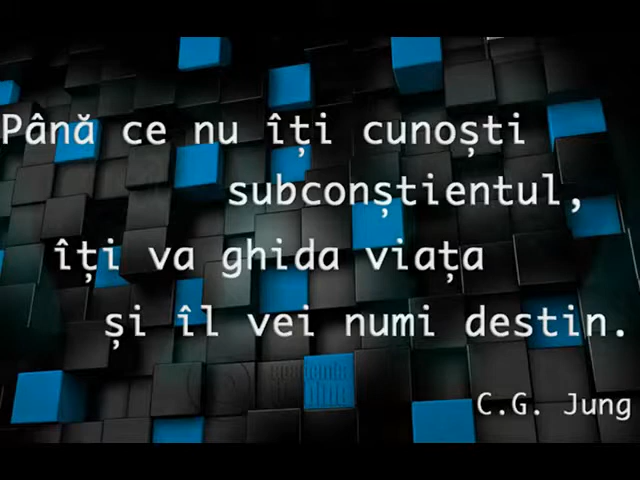 Până ce nu îți cunoști
subconștientul,
îți va ghida viața
și îl vei numi destin.
C.G. Jung